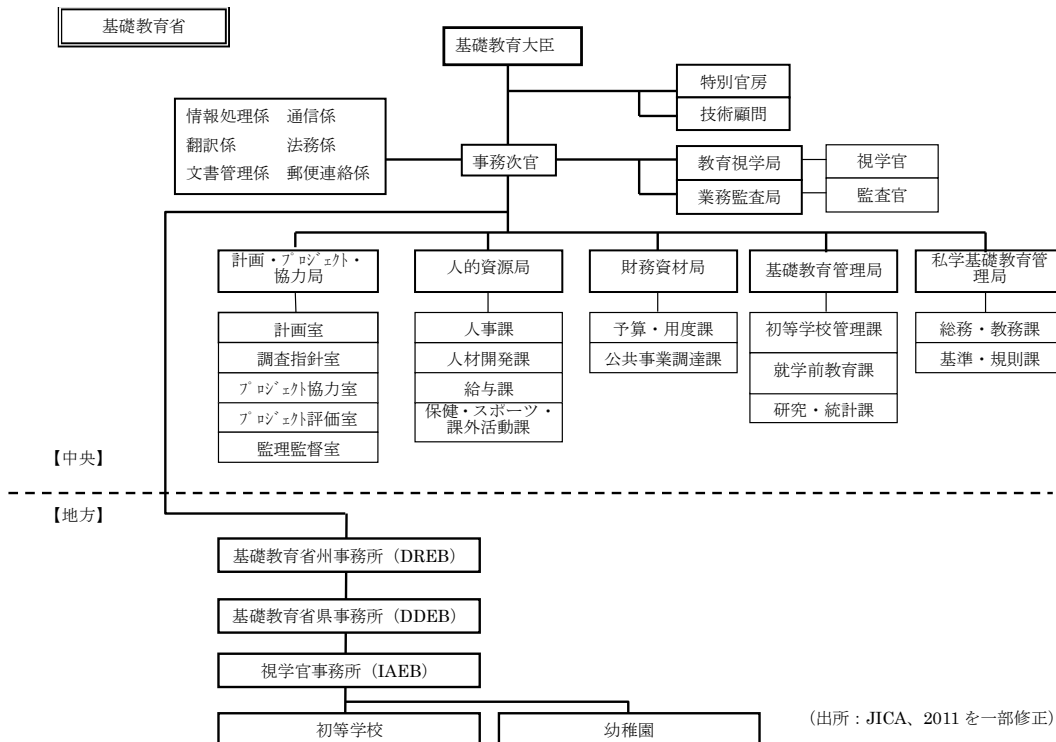 基礎教育省
基礎教育大臣
特別官房
技術顧問
情報処理係 通信係
翻訳係 法務係
文書管理係 郵便連絡係
事務次官
教育視学局
視学官
業務監査局
監査官
計画・ﾌﾟﾛｼﾞｪｸﾄ・
協力局
人的資源局
財務資材局
基礎教育管理局
私学基礎教育管
理局
計画室
調査指針室
ﾌﾟﾛｼﾞｪｸﾄ協力室
ﾌﾟﾛｼﾞｪｸﾄ評価室
監理監督室
人事課
人材開発課
給与課
保健・スポーツ・
課外活動課
予算・用度課
公共事業調達課
初等学校管理課
就学前教育課
研究・統計課
総務・教務課
基準・規則課
【中央】
【地方】
基礎教育省州事務所（DREB）
基礎教育省県事務所（DDEB）
視学官事務所（IAEB）
初等学校
幼稚園
（出所：JICA、2011 を一部修正）